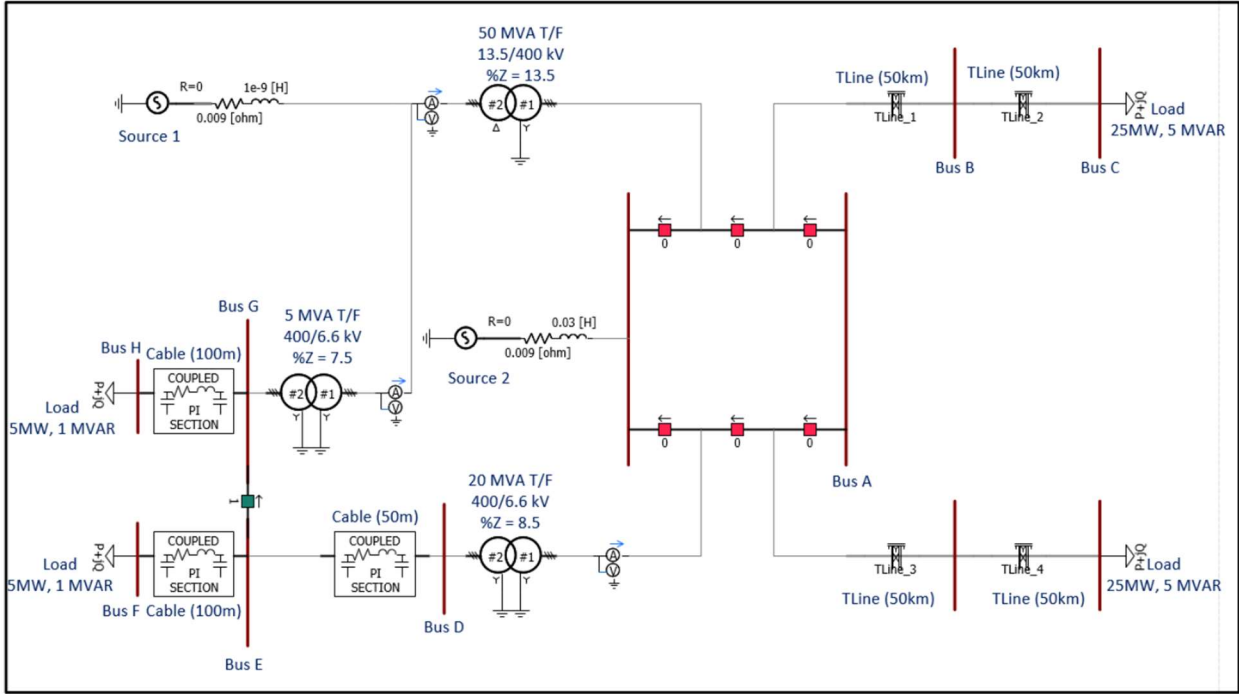 50 MVA T/F
13.5/400 kV
%Z = 13.5
R=0
1e-9 [H]
0.009 [ohm]
Source 1
A
V
#2
#1
Δ
Y
TLine (50km)
TLine (50km)
TLine_1
TLine_2
P+jQ
Load
25MW, 5 MVAR
Bus B
Bus C
0
0
0
Bus G
5 MVA T/F
400/6.6 kV
%Z = 7.5
R=0
0.03 [H]
0.009 [ohm]
Source 2
Bus H
Cable (100m)
COUPLED
PI
SECTION
P+jQ
Load
5MW, 1 MVAR
#2
#1
Y
Y
A
V
0
0
0
Bus A
20 MVA T/F
400/6.6 kV
%Z = 8.5
1
Cable (50m)
COUPLED
PI
SECTION
COUPLED
PI
SECTION
P+jQ
Load
5MW, 1 MVAR
Bus F
Cable (100m)
#2
#1
Y
Y
A
V
Bus D
Bus E
TLine_3
TLine_4
TLine (50km)
TLine (50km)
P+jQ
Load
25MW, 5 MVAR